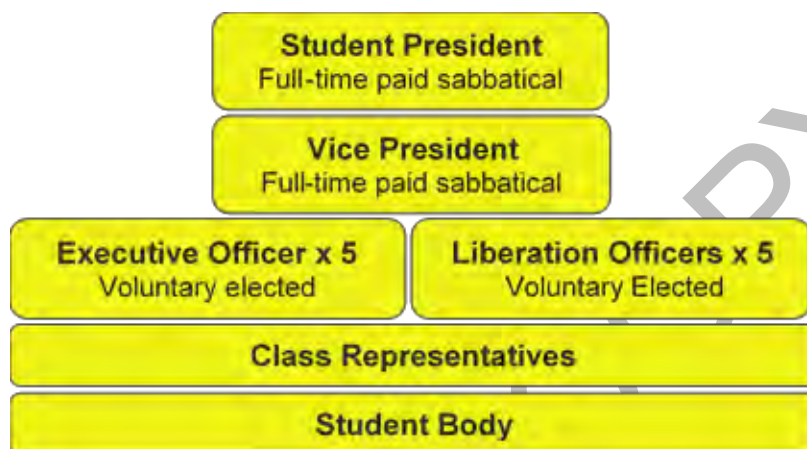 Student President
Full-time paid sabbatical
Vice President
Full-time paid sabbatical
Executive Officer x 5
Voluntary elected
Liberation Officers x 5
Voluntary Elected
Class Representatives
Student Body